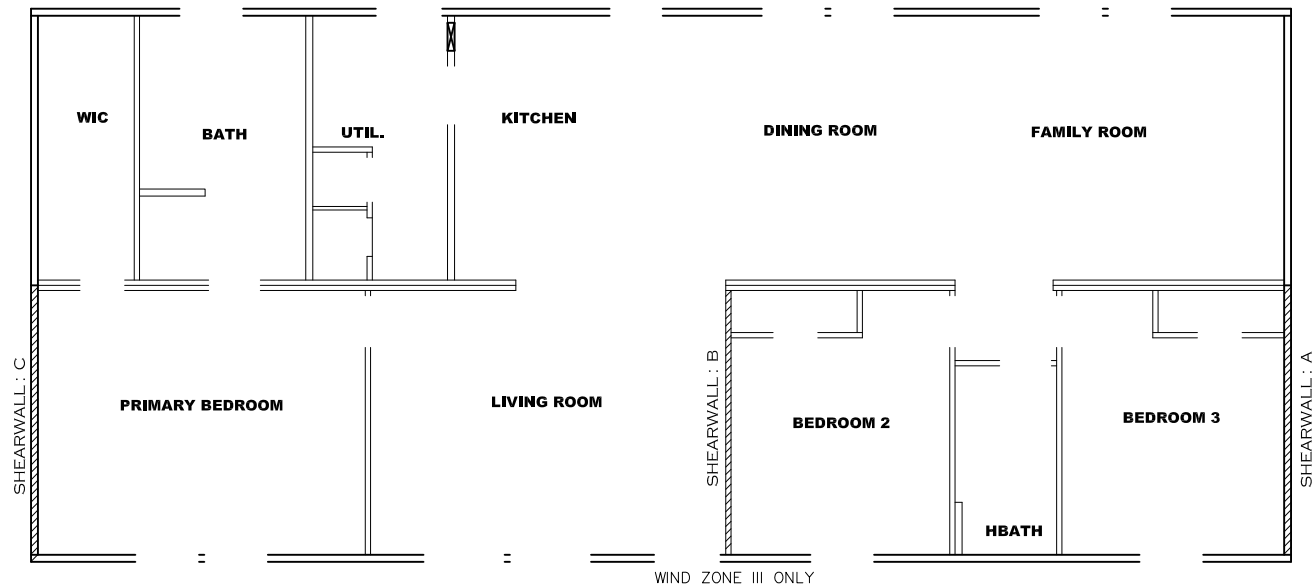 WIC
BATH
UTIL.
KITCHEN
DINING ROOM
FAMILY ROOM
SHEARWALL: C
PRIMARY BEDROOM
LIVING ROOM
SHEARWALL: B
BEDROOM 2
BEDROOM 3
SHEARWALL: A
HBATH
WIND ZONE III ONLY